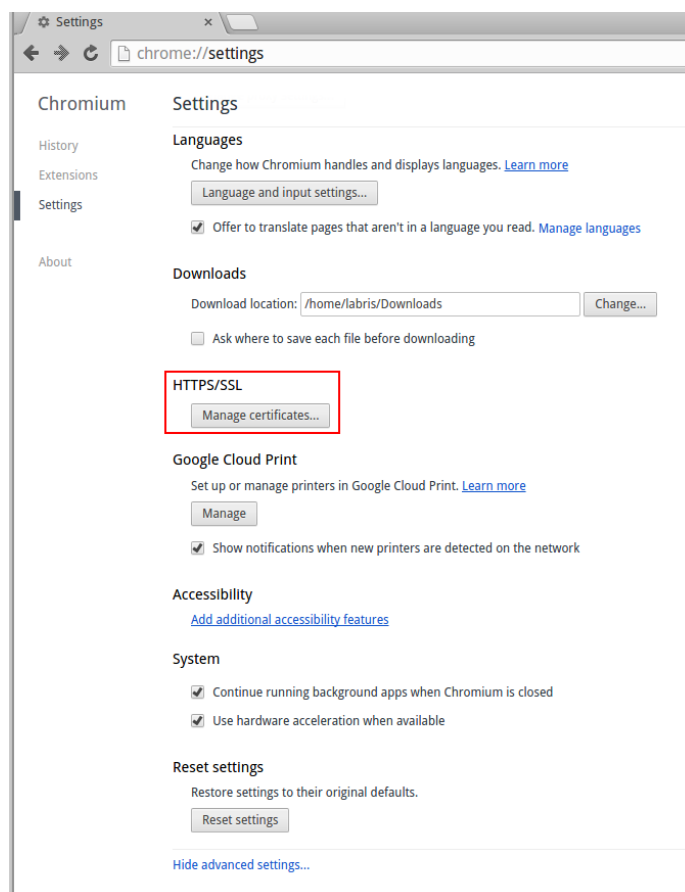 Settings
chrome://settings
Chromium
Settings
History
Extensions
Settings
About
Languages
Change how Chromium handles and displays languages. Learn more
Language and input settings...
Offer to translate pages that aren't in a language you read. Manage languages
Downloads
Download location: /home/labris/Downloads Change...
Ask where to save each file before downloading
HTTPS/SSL
Manage certificates...
Google Cloud Print
Set up or manage printers in Google Cloud Print. Learn more
Manage
Show notifications when new printers are detected on the network
Accessibility
Add additional accessibility features
System
Continue running background apps when Chromium is closed
Use hardware acceleration when available
Reset settings
Restore settings to their original defaults.
Reset settings
Hide advanced settings...